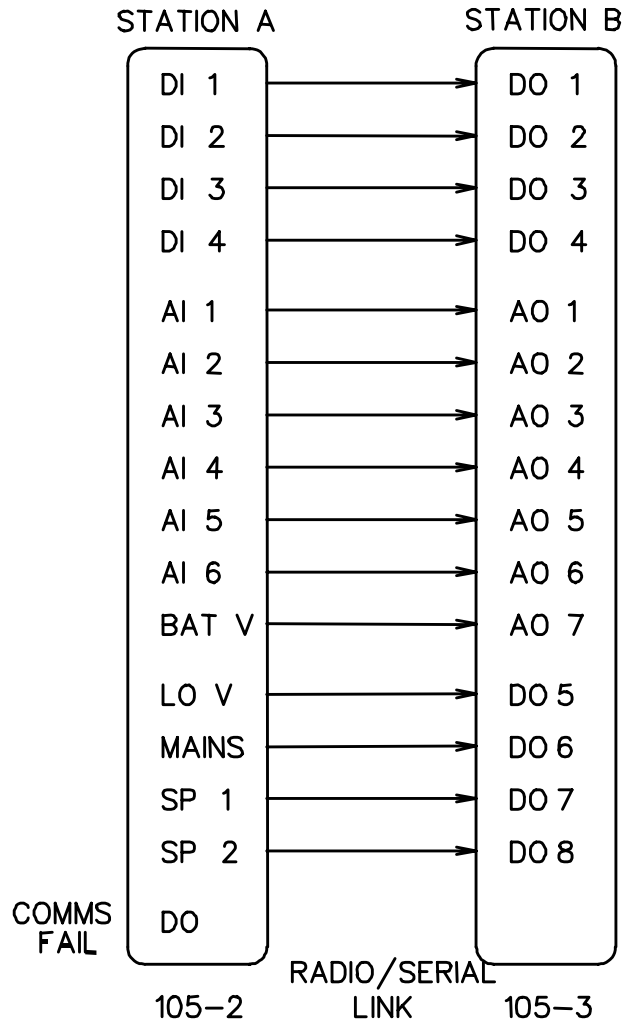 STATION A STATION B
DI 1 DO 1
DI 2 DO 2
DI 3 DO 3
DI 4 DO 4
AI 1 AO 1
AI 2 AO 2
AI 3 AO 3
AI 4 AO 4
AI 5 AO 5
AI 6 AO 6
BAT V AO 7
LO V DO 5
MAINS DO 6
SP 1 DO 7
SP 2 DO 8
COMMS
FAIL
DO
RADIO/SERIAL
LINK
105-2
105-3